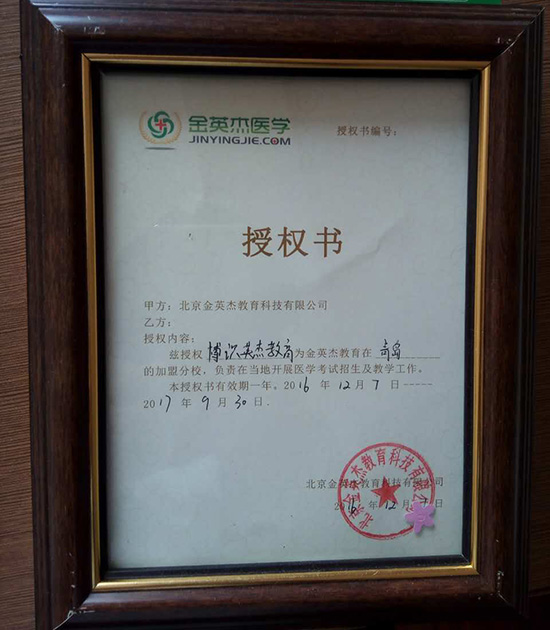 金英杰医学
JINYINGJIE.COM
授权书编号：
授权书
甲方：北京金英杰教育科技有限公司
乙方：
授权内容：
兹授权 博识英杰教育 为金英杰教育在 青岛
的加盟分校，负责在当地开展医学考试招生及教学工作。
本授权书有效期一年。2016 年 12 月 7 日-----
2017 年 9 月 30 日.
北京金英杰教育科技有限公司
2016 年 12 月 日